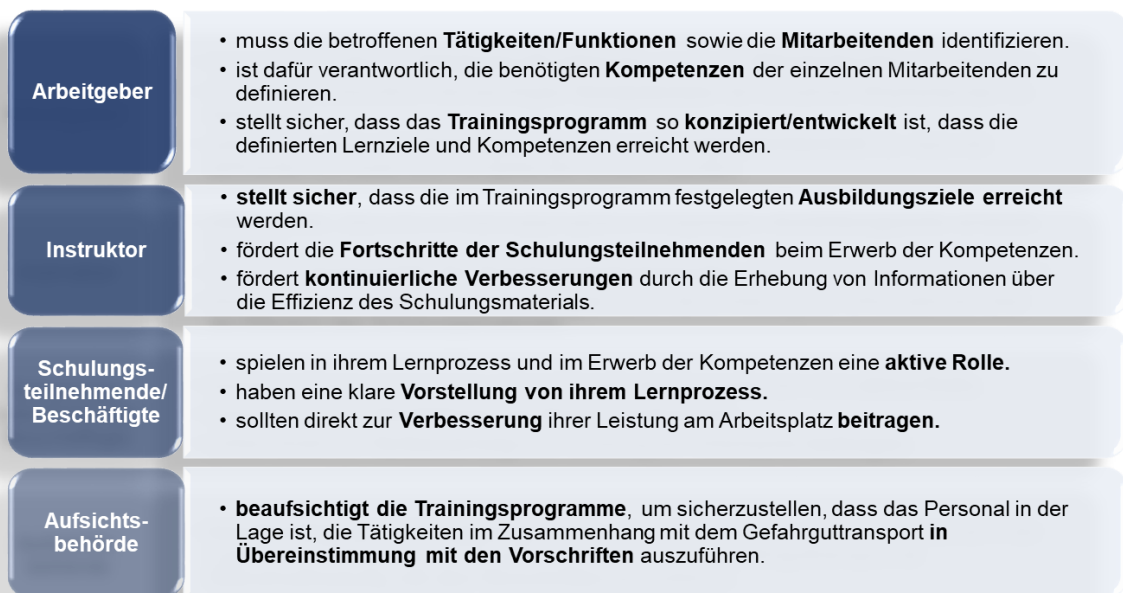 Arbeitgeber
• muss die betroffenen Tätigkeiten/Funktionen sowie die Mitarbeitenden identifizieren.
• ist dafür verantwortlich, die benötigten Kompetenzen der einzelnen Mitarbeitenden zu
definieren.
• stellt sicher, dass das Trainingsprogramm so konzipiert/entwickelt ist, dass die
definierten Lernziele und Kompetenzen erreicht werden.
Instruktor
• stellt sicher, dass die im Trainingsprogramm festgelegten Ausbildungsziele erreicht
werden.
• fördert die Fortschritte der Schulungsteilnehmenden beim Erwerb der Kompetenzen.
• fördert kontinuierliche Verbesserungen durch die Erhebung von Informationen über
die Effizienz des Schulungsmaterials.
Schulungs-
teilnehmende/
Beschäftigte
• spielen in ihrem Lernprozess und im Erwerb der Kompetenzen eine aktive Rolle.
• haben eine klare Vorstellung von ihrem Lernprozess.
• sollten direkt zur Verbesserung ihrer Leistung am Arbeitsplatz beitragen.
Aufsichts-
behörde
• beaufsichtigt die Trainingsprogramme, um sicherzustellen, dass das Personal in der
Lage ist, die Tätigkeiten im Zusammenhang mit dem Gefahrguttransport in
Übereinstimmung mit den Vorschriften auszuführen.